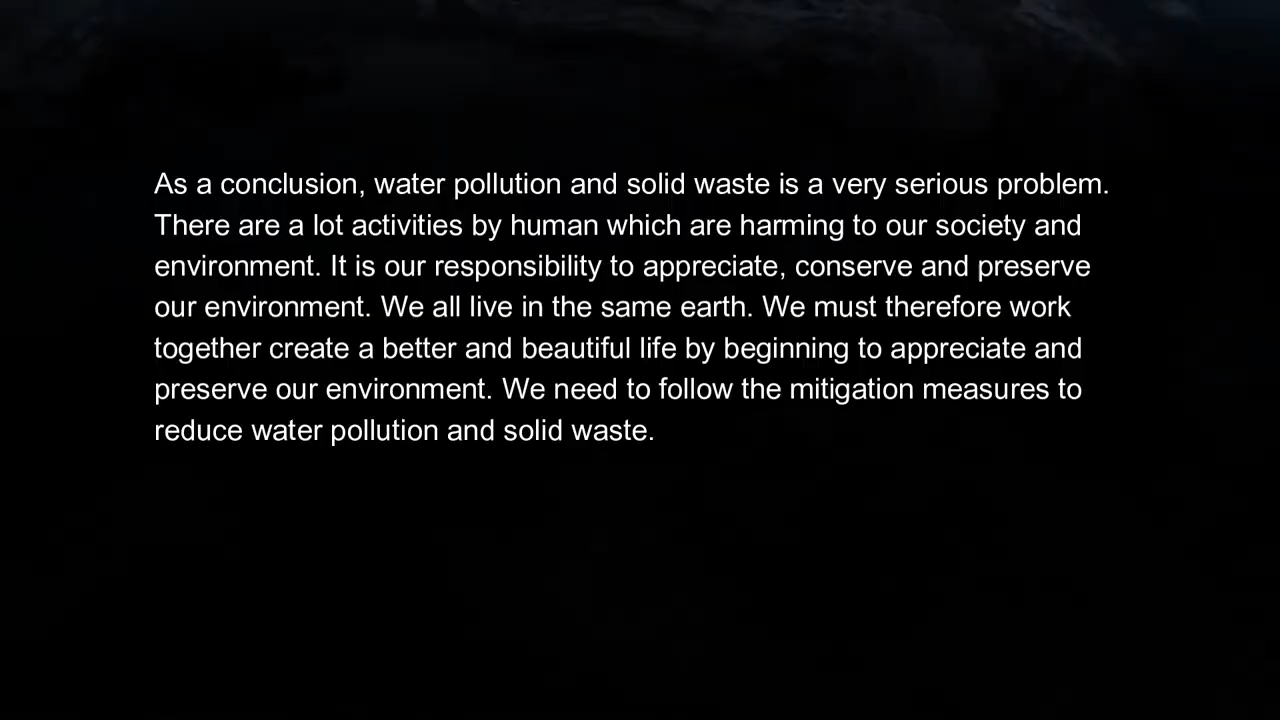 As a conclusion, water pollution and solid waste is a very serious problem.
There are a lot activities by human which are harming to our society and
environment. It is our responsibility to appreciate, conserve and preserve
our environment. We all live in the same earth. We must therefore work
together create a better and beautiful life by beginning to appreciate and
preserve our environment. We need to follow the mitigation measures to
reduce water pollution and solid waste.